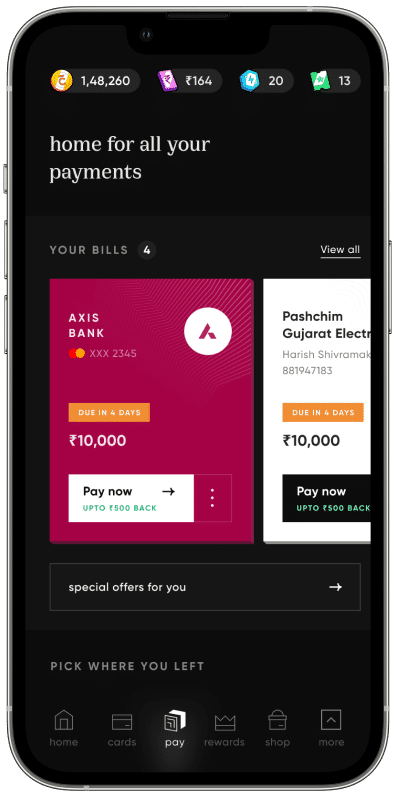 1,48,260
₹164
20
13
home for all your
payments
YOUR BILLS 4
View all
AXIS
BANK
XXX 2345
DUE IN 4 DAYS
₹10,000
Pay now
UPTO ₹500 BACK
Pashchim
Gujarat Electr
Harish Shivramak
881947183
DUE IN 4 DAYS
₹10,000
Pay now
UPTO ₹500 BACK
special offers for you
PICK WHERE YOU LEFT
home
cards
pay
rewards
shop
more